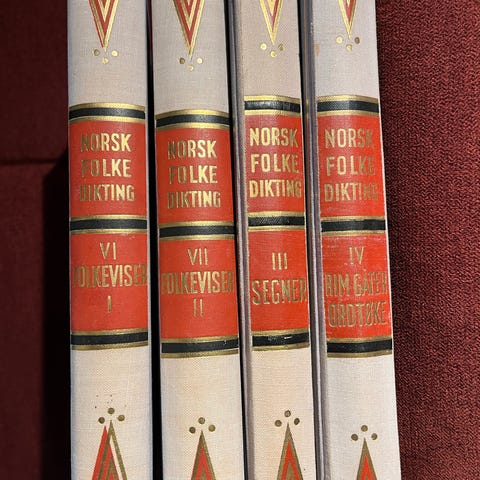 NORSK
FOLKE
DIKTING
VI
FOLKEVISER
I
NORSK
FOLKE
DIKTING
VII
FOLKEVISER
II
NORSK
FOLKE
DIKTING
III
SEGNER
NORSK
FOLKE
DIKTING
IV
RIM GÅTER
ORDTØKE